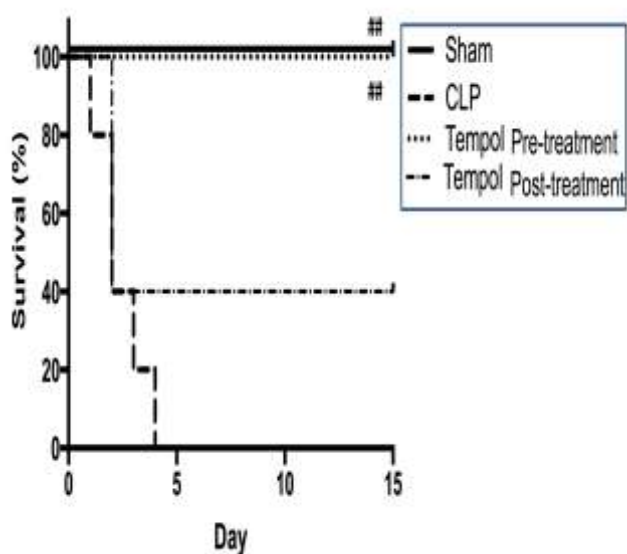 ##
100
##
80
60
40
20
0
Survival (%)
0 5 10 15
Day
Sham
CLP
Tempol Pre-treatment
Tempol Post-treatment